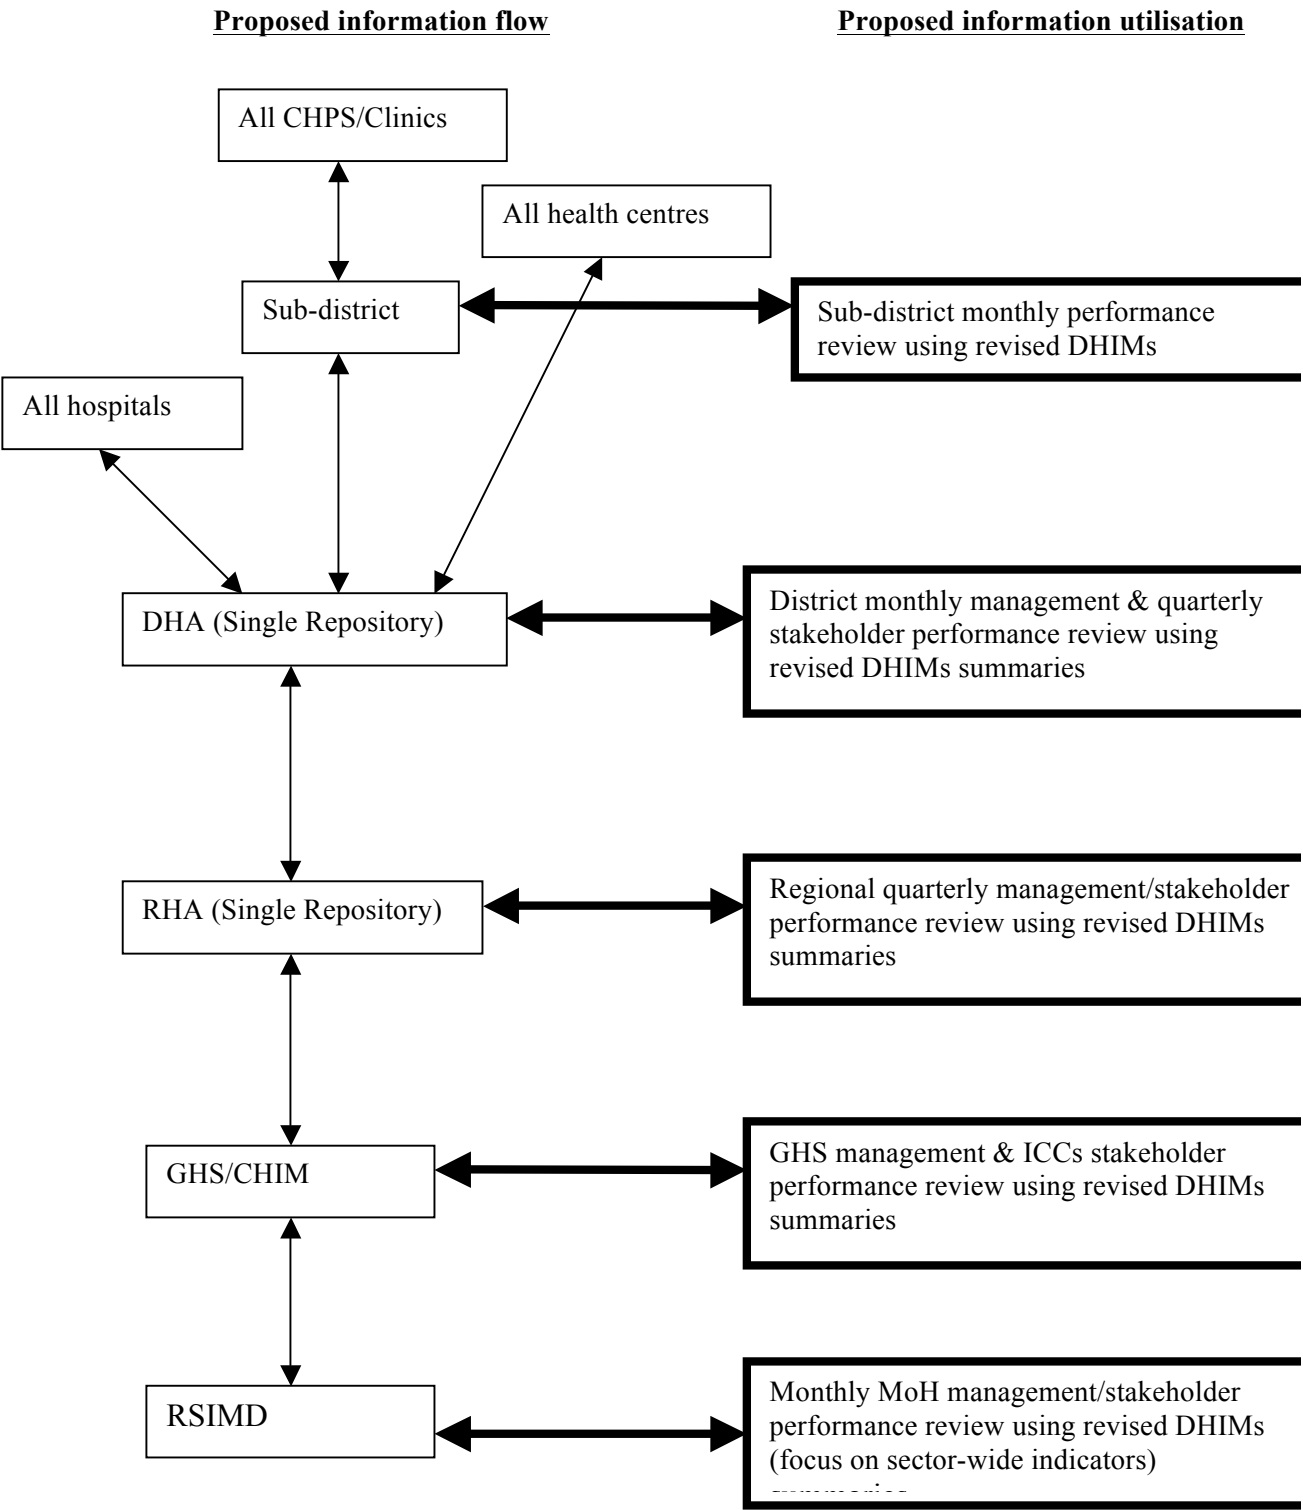 Proposed information flow
Proposed information utilisation
All CHPS/Clinics
All health centres
Sub-district
Sub-district monthly performance
review using revised DHIMs
All hospitals
DHA (Single Repository)
District monthly management & quarterly
stakeholder performance review using
revised DHIMs summaries
RHA (Single Repository)
Regional quarterly management/stakeholder
performance review using revised DHIMs
summaries
GHS/CHIM
GHS management & ICCs stakeholder
performance review using revised DHIMs
summaries
RSIMD
Monthly MoH management/stakeholder
performance review using revised DHIMs
(focus on sector-wide indicators)